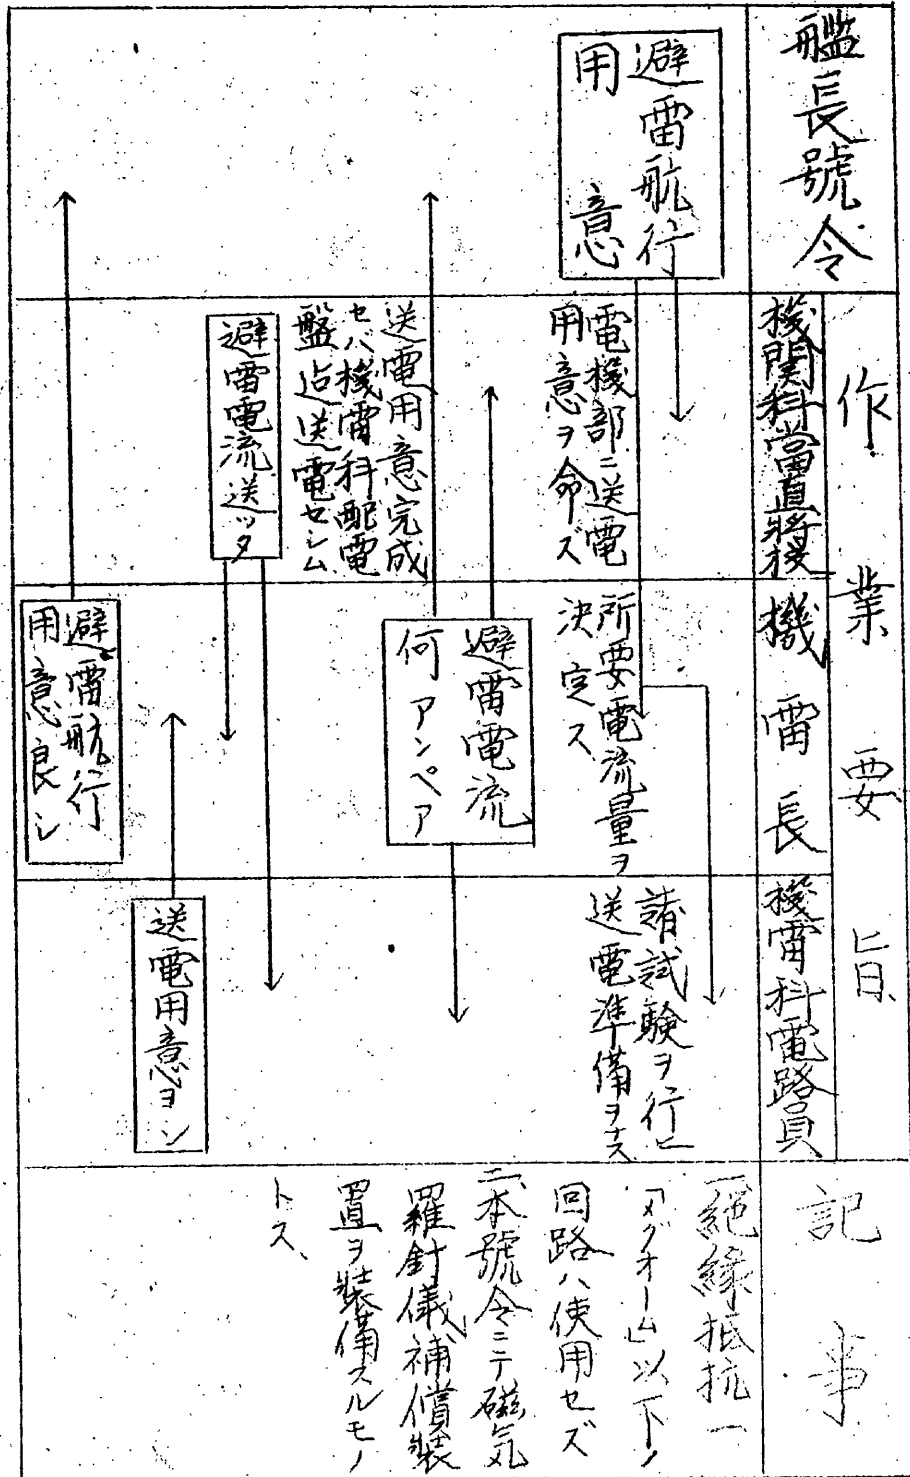 艦長號令
作業要旨
機関科當直將校
機雷長
機雷科電路員
記事
避雷航行
用意
電機部ニ送電
用意ヲ命ズ
所要電流量ヲ
決定ス
諸試験ヲ行ヒ
送電準備ヲナス
避雷電流
何アンペア
送電用意完成
セバ機雷科配電
盤迄送電セシム
避雷電流送ッタ
送電用意ヨシ
避雷航行
用意良シ
一、絶縁抵抗一
「メグオーム」以下ノ
回路ハ使用セズ
二、本號令ニテ磁気
羅針儀補償装
置ヲ装備スルモノ
トス、